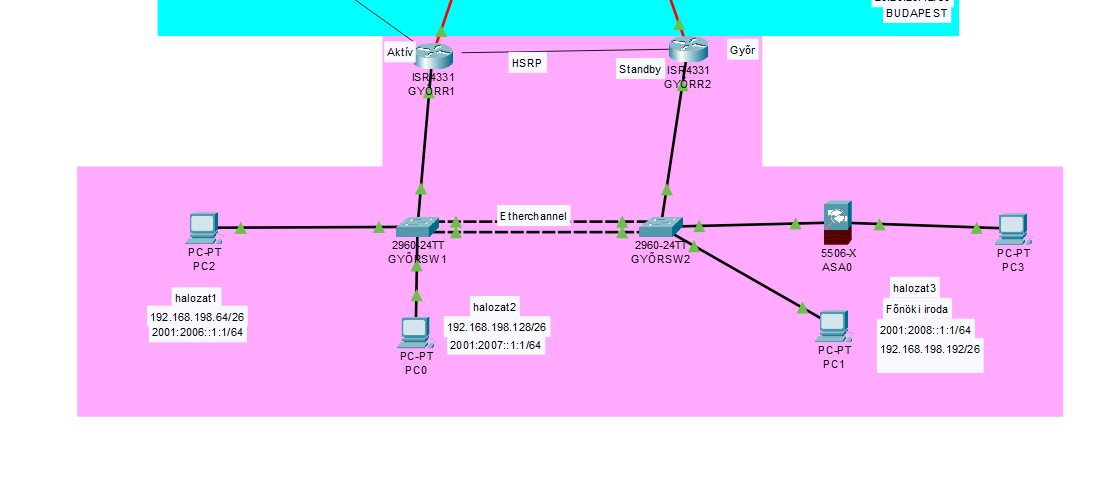 BUDAPEST
Aktív
HSRP
Standby
Győr
ISR4331
GYŐRR1
ISR4331
GYŐRR2
Etherchannel
2960-24TT
GYŐRSW1
2960-24TT
GYŐRSW2
PC-PT
PC2
5506-X
ASA0
PC-PT
PC3
halozat1
192.168.198.64/26
2001:2006::1:1/64
halozat2
192.168.198.128/26
2001:2007::1:1/64
halozat3
Főnöki iroda
2001:2008::1:1/64
192.168.198.192/26
PC-PT
PC0
PC-PT
PC1